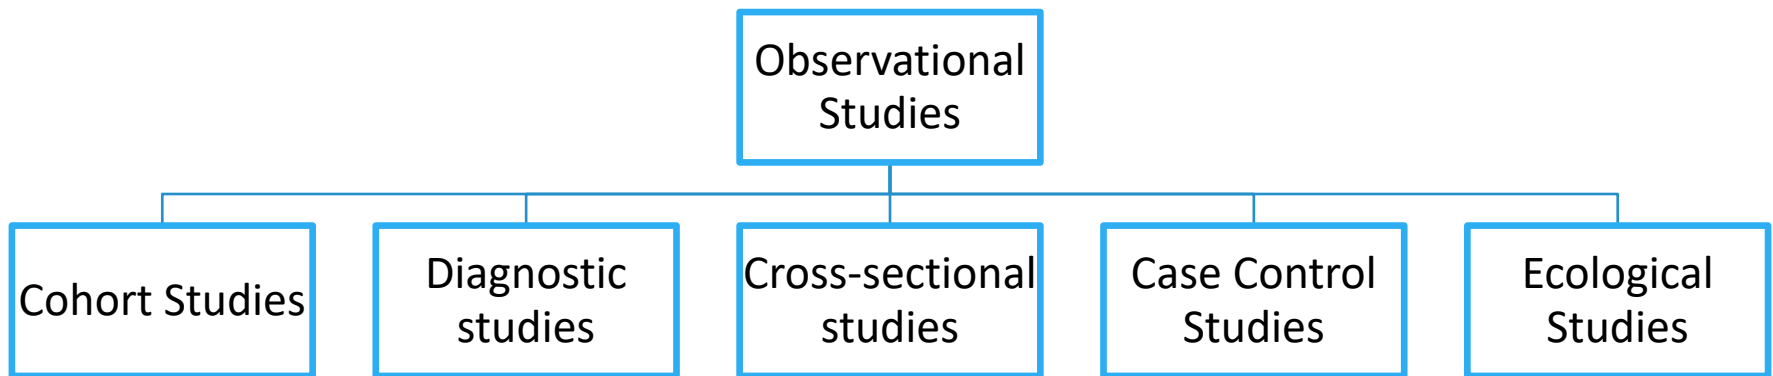 Observational
Studies
Cohort Studies
Diagnostic
studies
Cross-sectional
studies
Case Control
Studies
Ecological
Studies